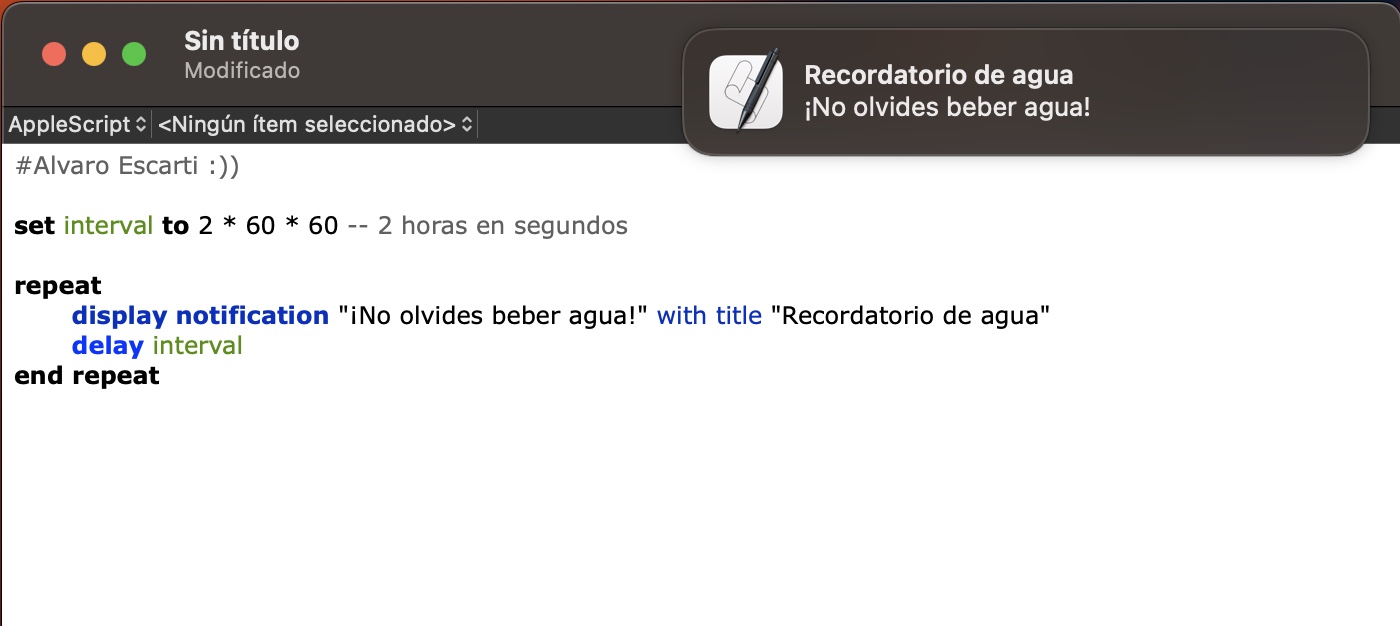 Sin título
Modificado
Recordatorio de agua
¡No olvides beber agua!
AppleScript <Ningún ítem seleccionado>
#Alvaro Escarti :))
set interval to 2 * 60 * 60 -- 2 horas en segundos
repeat
display notification "¡No olvides beber agua!" with title "Recordatorio de agua"
delay interval
end repeat